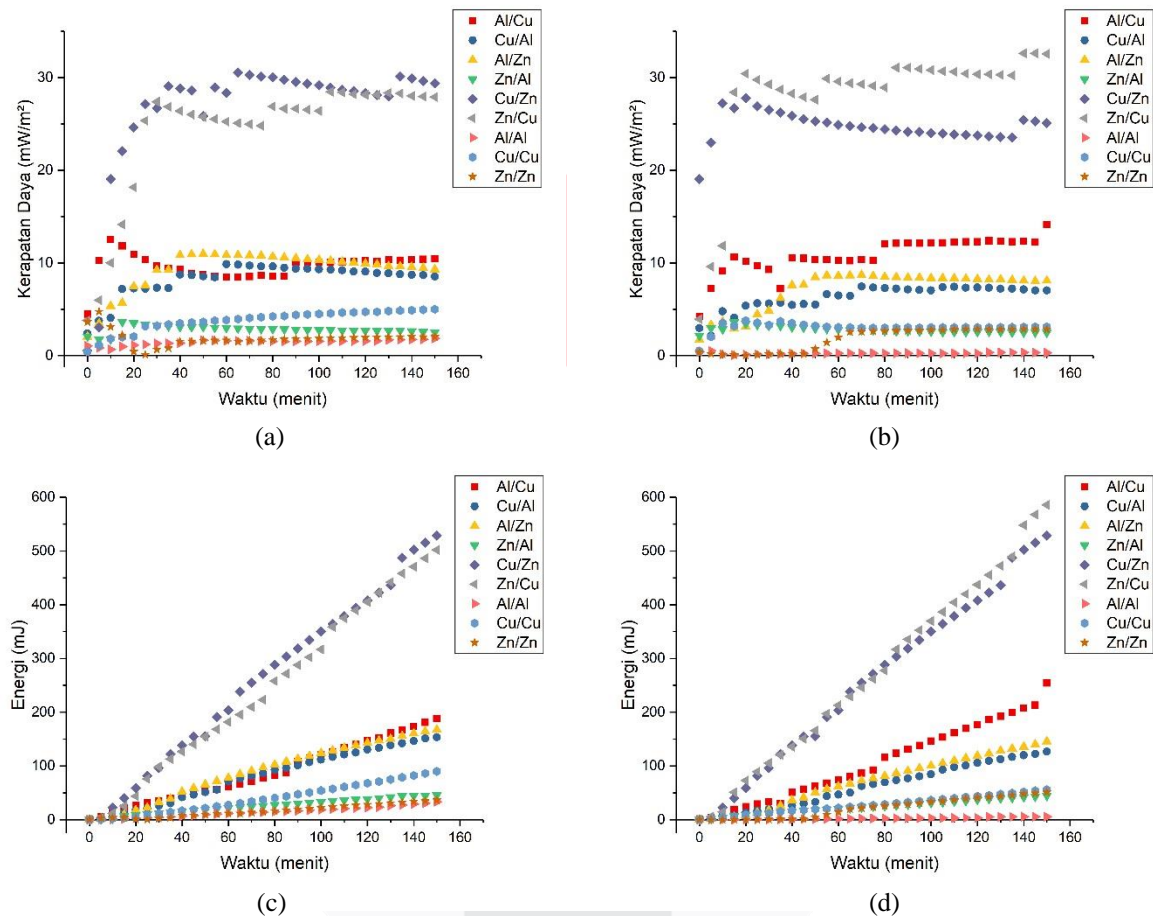 Kerapatan Daya (mW/m²)
30
20
10
0
0 20 40 60 80 100 120 140 160
Waktu (menit)
Al/Cu
Cu/Al
Al/Zn
Zn/Al
Cu/Zn
Zn/Cu
Al/Al
Cu/Cu
Zn/Zn
(a)
Kerapatan Daya (mW/m²)
30
20
10
0
0 20 40 60 80 100 120 140 160
Waktu (menit)
Al/Cu
Cu/Al
Al/Zn
Zn/Al
Cu/Zn
Zn/Cu
Al/Al
Cu/Cu
Zn/Zn
(b)
Energi (mJ)
600
500
400
300
200
100
0
0 20 40 60 80 100 120 140 160
Waktu (menit)
Al/Cu
Cu/Al
Al/Zn
Zn/Al
Cu/Zn
Zn/Cu
Al/Al
Cu/Cu
Zn/Zn
(c)
Energi (mJ)
600
500
400
300
200
100
0
0 20 40 60 80 100 120 140 160
Waktu (menit)
Al/Cu
Cu/Al
Al/Zn
Zn/Al
Cu/Zn
Zn/Cu
Al/Al
Cu/Cu
Zn/Zn
(d)